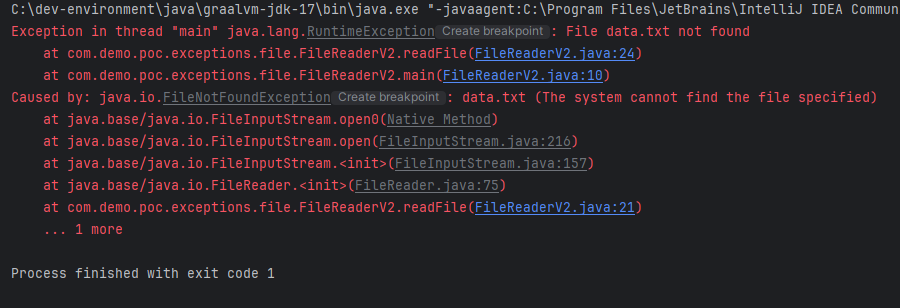 C:\dev-environment\java\graalvm-jdk-17\bin\java.exe "-javaagent:C:\Program Files\JetBrains\IntelliJ IDEA Commun
Exception in thread "main" java.lang.RuntimeException Create breakpoint : File data.txt not found
    at com.demo.poc.exceptions.file.FileReaderV2.readFile(FileReaderV2.java:24)
    at com.demo.poc.exceptions.file.FileReaderV2.main(FileReaderV2.java:10)
Caused by: java.io.FileNotFoundException Create breakpoint : data.txt (The system cannot find the file specified)
    at java.base/java.io.FileInputStream.open0(Native Method)
    at java.base/java.io.FileInputStream.open(FileInputStream.java:216)
    at java.base/java.io.FileInputStream.<init>(FileInputStream.java:157)
    at java.base/java.io.FileReader.<init>(FileReader.java:75)
    at com.demo.poc.exceptions.file.FileReaderV2.readFile(FileReaderV2.java:21)
    ... 1 more
Process finished with exit code 1